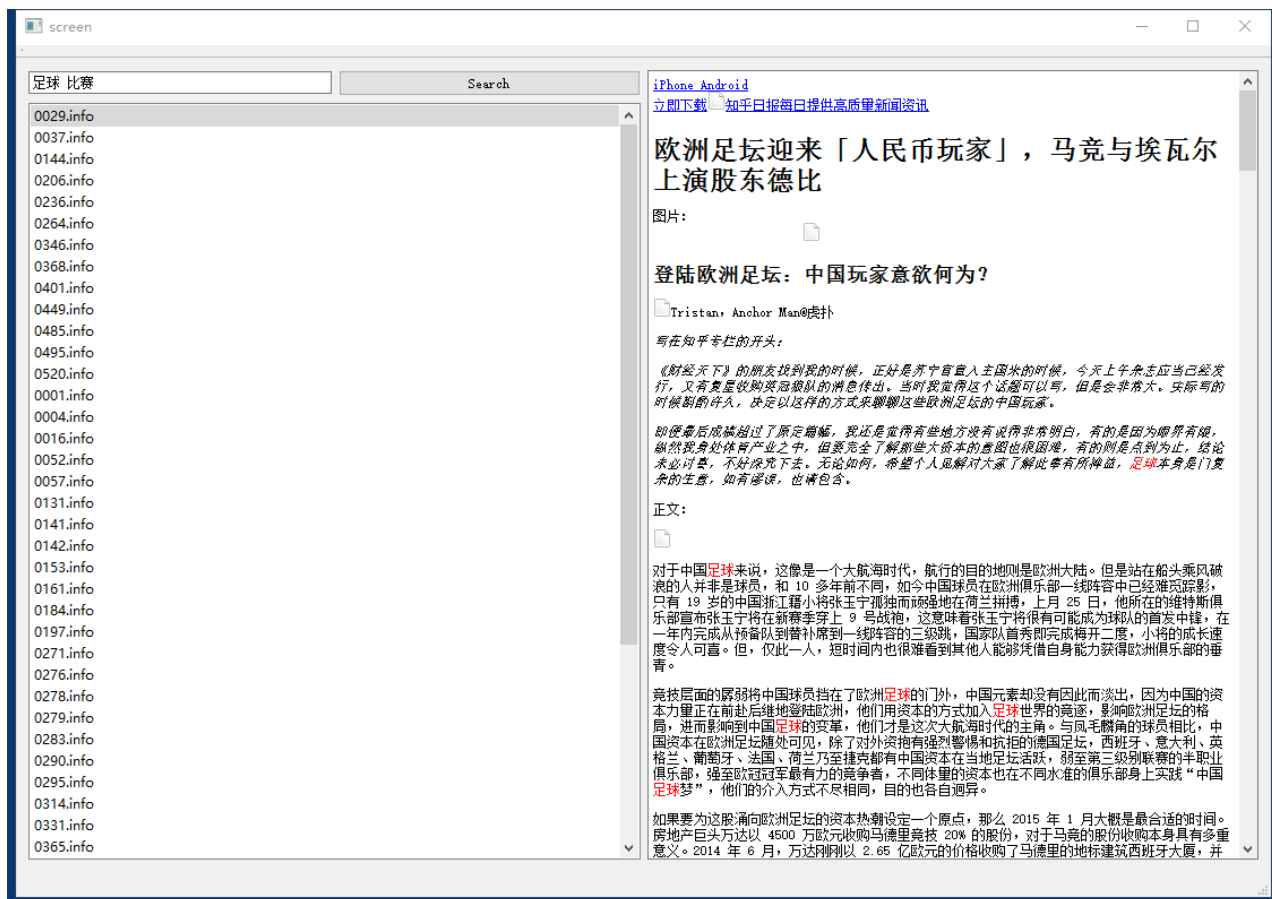 screen
足球 比赛
Search
0029.info
0037.info
0144.info
0206.info
0236.info
0264.info
0346.info
0368.info
0401.info
0449.info
0485.info
0495.info
0520.info
0001.info
0004.info
0016.info
0052.info
0057.info
0131.info
0141.info
0142.info
0153.info
0161.info
0184.info
0197.info
0271.info
0276.info
0278.info
0279.info
0283.info
0290.info
0295.info
0314.info
0331.info
0365.info
iPhone Android
立即下载 知乎日报每日提供高质量新闻资讯
欧洲足坛迎来「人民币玩家」，马竞与埃瓦尔
上演股东德比
图片：
登陆欧洲足坛：中国玩家意欲何为？
Tristan，Anchor Man@虎扑
写在知乎专栏的开头：
《财经天下》的朋友找到我的时候，正好是苏宁官宣入主国米的时候，今天上午杂志应当已经发
行，又有复星收购英冠狼队的消息传出。当时我觉得这个话题可以写，但是会非常大。实际写的
时候斟酌许久，决定以这样的方式来聊聊这些欧洲足坛的中国玩家。
即便最后成稿超过了原定篇幅，我还是觉得有些地方没有说得非常明白，有的是因为眼界有限，
纵然我身处体育产业之中，但要完全了解那些大资本的意图也很困难，有的则是点到为止，结论
未必讨喜，不好深究下去。无论如何，希望个人见解对大家了解此事有所裨益，足球本身是门复
杂的生意，如有谬误，也请包含。
正文：
对于中国足球来说，这像是一个大航海时代，航行的目的地则是欧洲大陆。但是站在船头乘风破
浪的人并非是球员，和 10 多年前不同，如今中国球员在欧洲俱乐部一线阵容中已经难觅踪影，
只有 19 岁的中国浙江籍小将张玉宁孤独而顽强地在荷兰拼搏，上月 25 日，他所在的维特斯俱
乐部宣布张玉宁将在新赛季穿上 9 号战袍，这意味着张玉宁将很有可能成为球队的首发中锋，在
一年内完成从预备队到替补席到一线阵容的三级跳，国家队首秀即完成梅开二度，小将的成长速
度令人可喜。但，仅此一人，短时间内也很难看到其他人能够凭借自身能力获得欧洲俱乐部的垂
青。
竞技层面的孱弱将中国球员挡在了欧洲足球的门外，中国元素却没有因此而淡出，因为中国的资
本力量正在前赴后继地登陆欧洲，他们用资本的方式加入足球世界的竞逐，影响欧洲足坛的格
局，进而影响到中国足球的变革，他们才是这次大航海时代的主角。与凤毛麟角的球员相比，中
国资本在欧洲足坛随处可见，除了对外资抱有强烈警惕和抗拒的德国足坛，西班牙、意大利、英
格兰、葡萄牙、法国、荷兰乃至捷克都有中国资本在当地足坛活跃，弱至第三级别联赛的半职业
俱乐部，强至欧冠冠军最有力的竞争者，不同体量的资本也在不同水准的俱乐部身上实践“中国
足球梦”，他们的介入方式不尽相同，目的也各自迥异。
如果要为这股涌向欧洲足坛的资本热潮设定一个原点，那么 2015 年 1 月大概是最合适的时间。
房地产巨头万达以 4500 万欧元收购马德里竞技 20% 的股份，对于马竞的股份收购本身具有多重
意义。2014 年 6 月，万达刚刚以 2.65 亿欧元的价格收购了马德里的地标建筑西班牙大厦，并